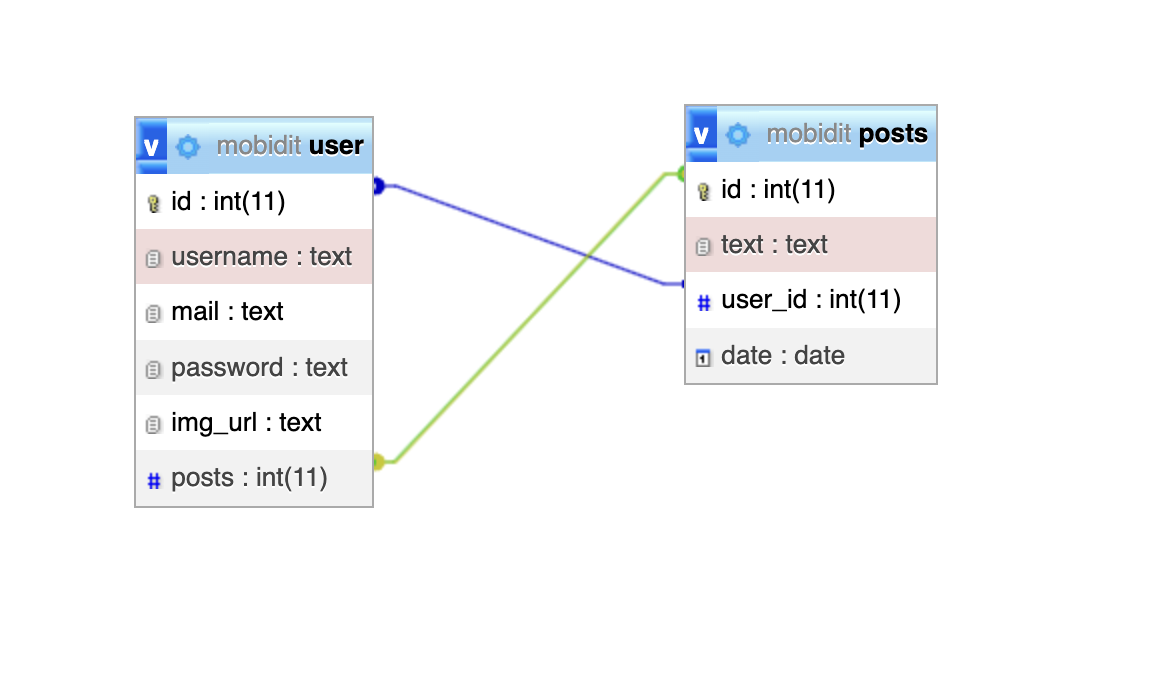 v mobidit user
id : int(11)
username : text
mail : text
password : text
img_url : text
# posts : int(11)
v mobidit posts
id : int(11)
text : text
# user_id : int(11)
1 date : date